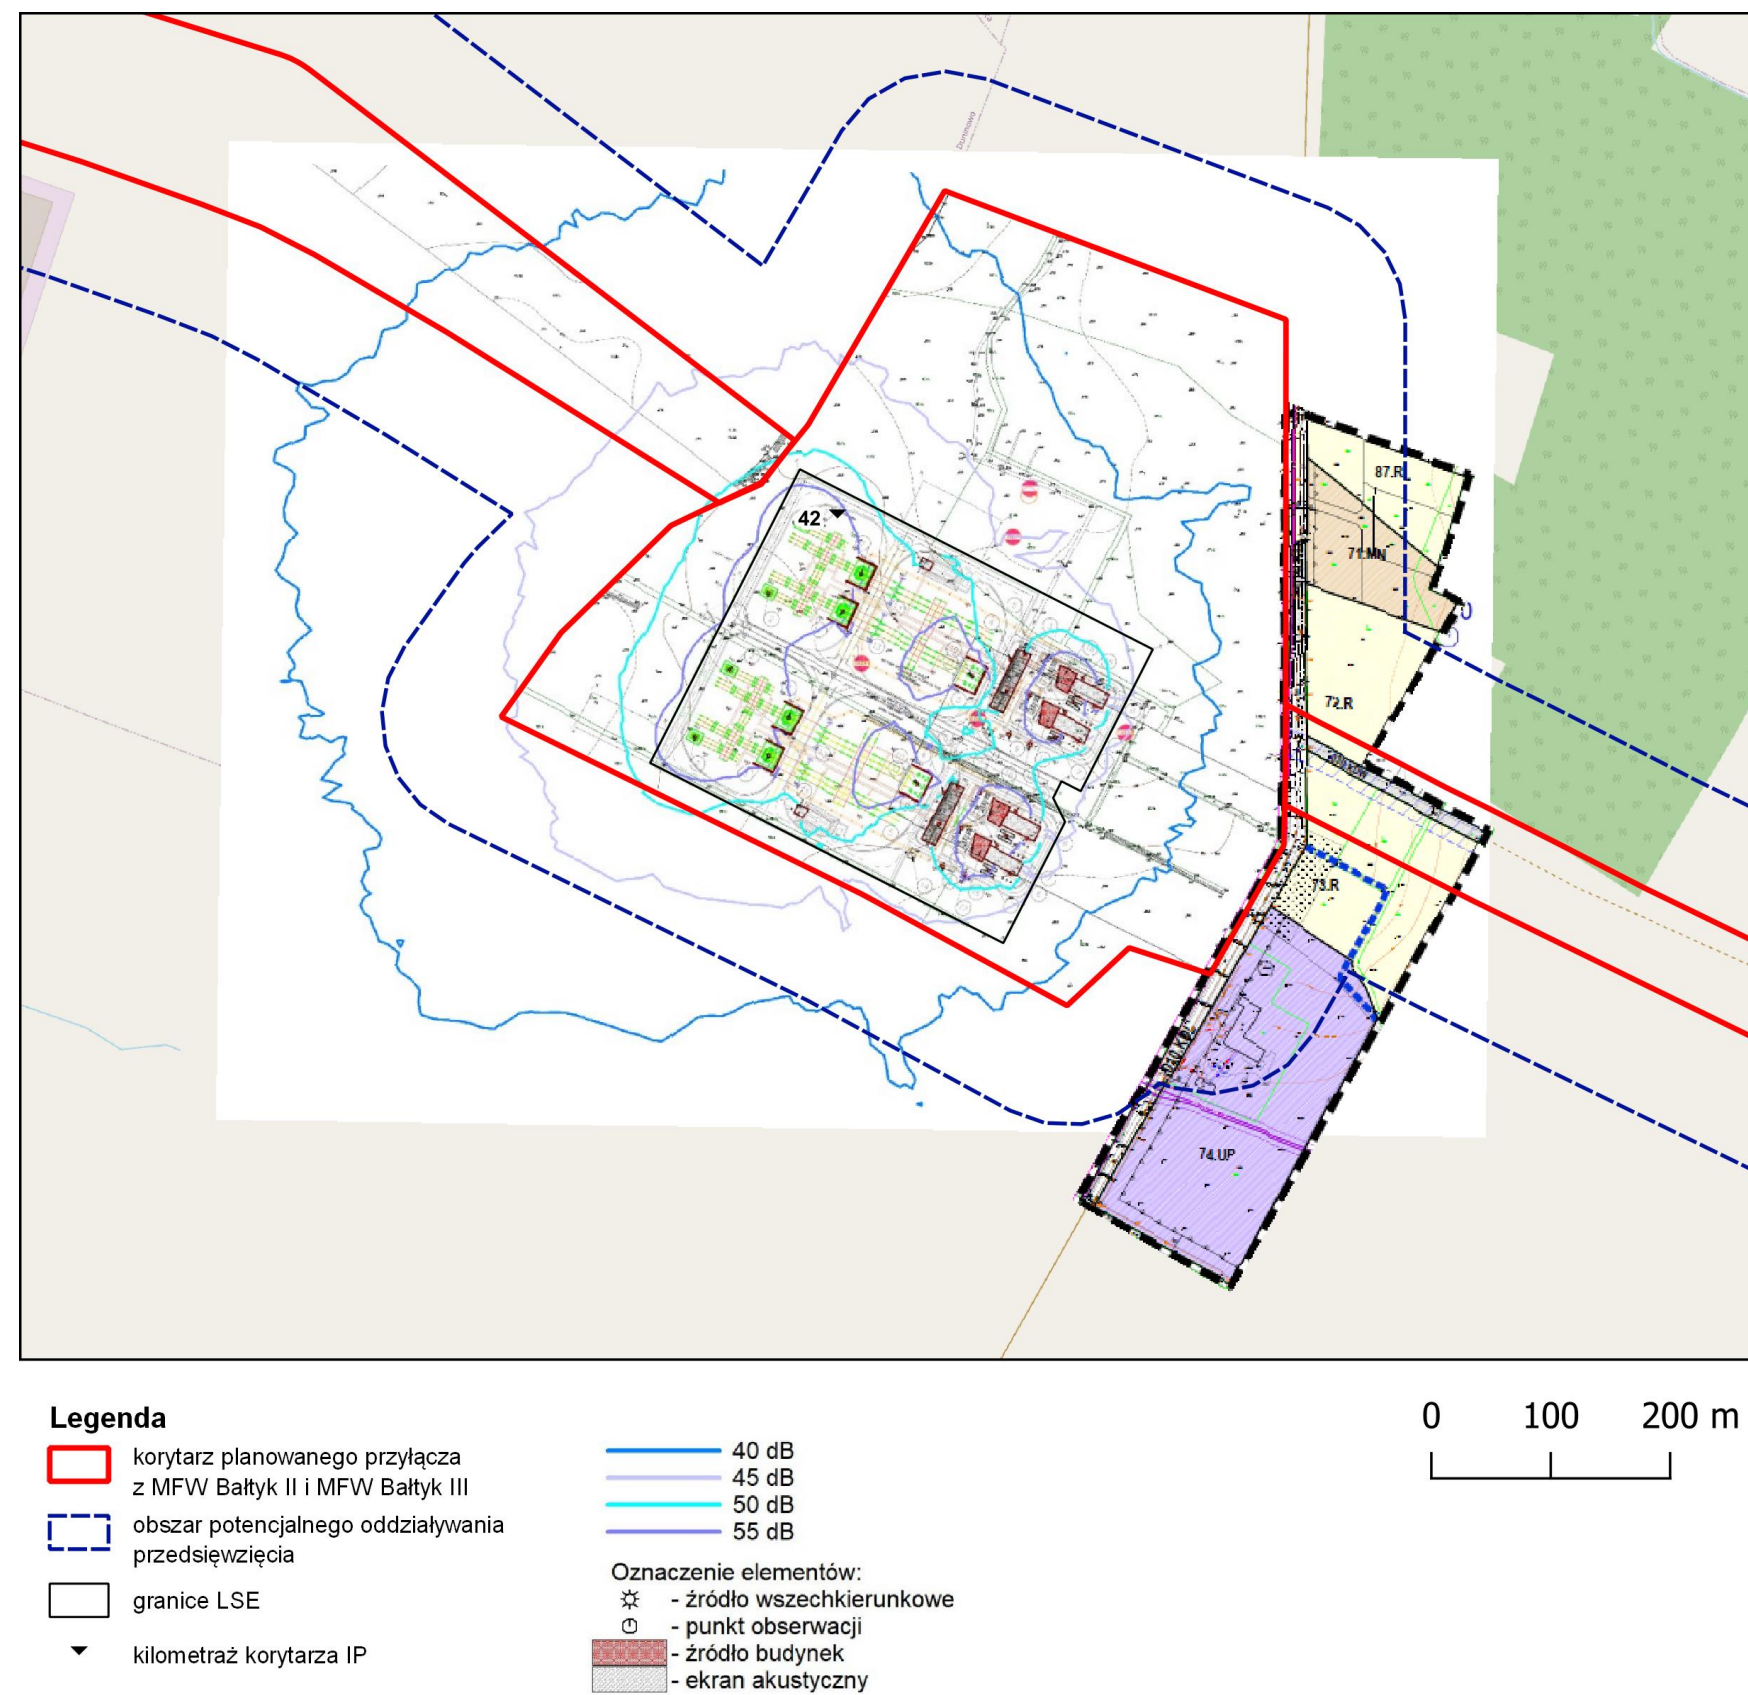 Duninowo
42
87.R
71.MN
72.R
73.R
74.UP
Legenda
korytarz planowanego przyłącza
z MFW Bałtyk II i MFW Bałtyk III
obszar potencjalnego oddziaływania
przedsięwzięcia
granice LSE
kilometraż korytarza IP
40 dB
45 dB
50 dB
55 dB
Oznaczenie elementów:
- źródło wszechkierunkowe
- punkt obserwacji
- źródło budynek
- ekran akustyczny
0 100 200 m